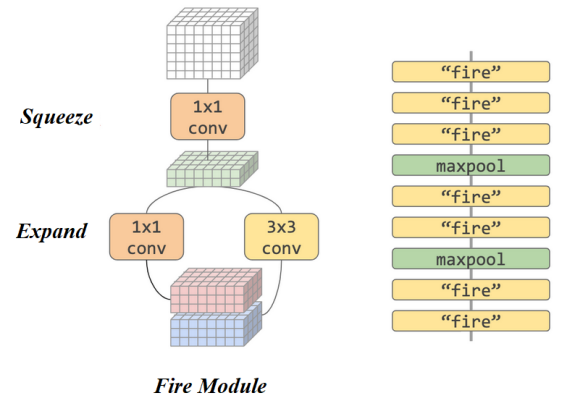 Squeeze
1x1
conv
Expand
1x1
conv
3x3
conv
Fire Module
“fire”
“fire”
“fire”
maxpool
“fire”
“fire”
maxpool
“fire”
“fire”